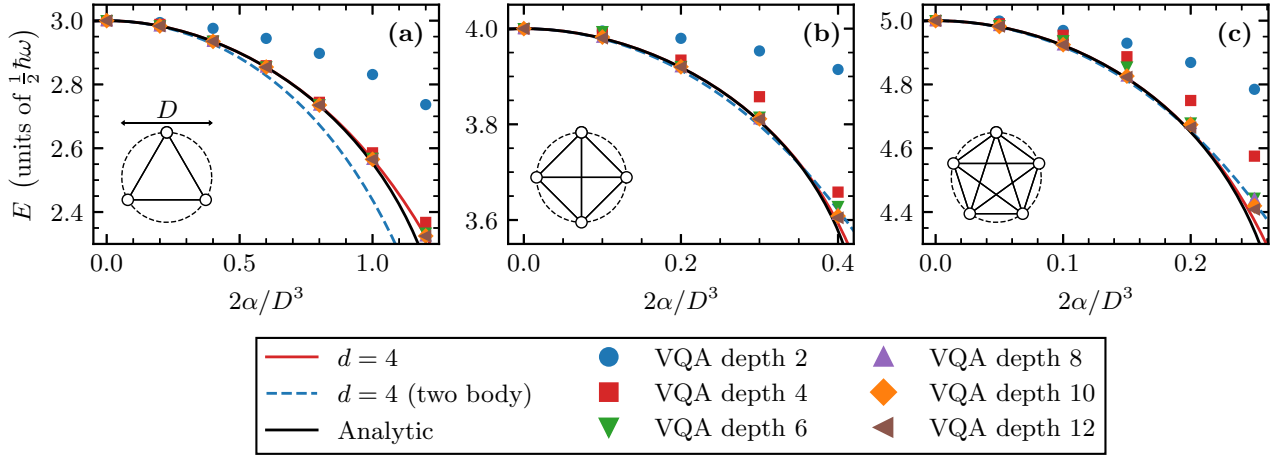 E (units of ½ħω)
3.0
2.8
2.6
2.4
(a)
D
0.0
0.5
1.0
2α/D³
4.0
3.8
3.6
(b)
0.0
0.2
0.4
2α/D³
5.0
4.8
4.6
4.4
(c)
0.0
0.1
0.2
2α/D³
d = 4
d = 4 (two body)
Analytic
VQA depth 2
VQA depth 4
VQA depth 6
VQA depth 8
VQA depth 10
VQA depth 12